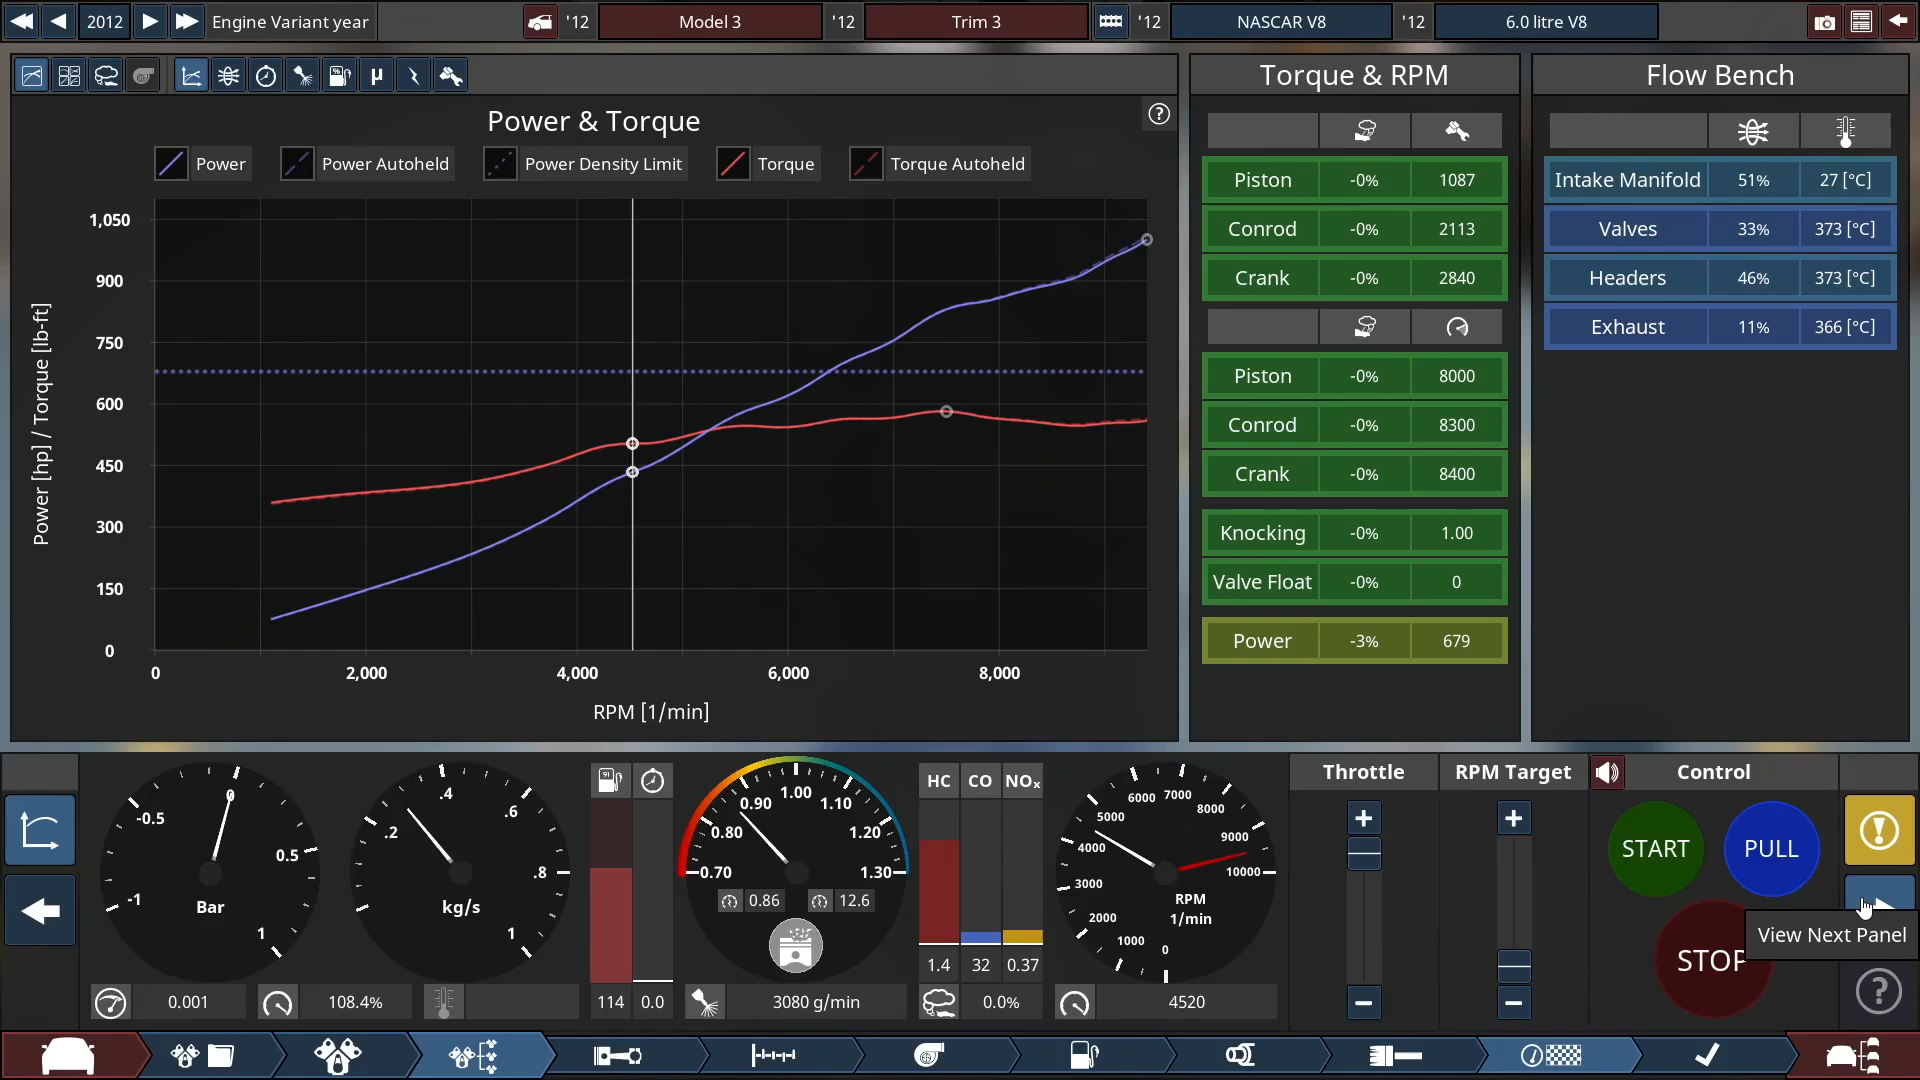 2012 Engine Variant year '12 Model 3 '12 Trim 3 '12 NASCAR V8 '12 6.0 litre V8
μ
Power & Torque
?
Power Power Autoheld Power Density Limit Torque Torque Autoheld
1,050
900
750
600
450
300
150
0
Power [hp] / Torque [lb-ft]
0 2,000 4,000 6,000 8,000
RPM [1/min]
Torque & RPM
Piston -0% 1087
Conrod -0% 2113
Crank -0% 2840
Piston -0% 8000
Conrod -0% 8300
Crank -0% 8400
Knocking -0% 1.00
Valve Float -0% 0
Power -3% 679
Flow Bench
Intake Manifold 51% 27 [°C]
Valves 33% 373 [°C]
Headers 46% 373 [°C]
Exhaust 11% 366 [°C]
-1 -0.5 0 0.5 1
Bar
0.001
.2 .4 .6 .8 1
kg/s
108.4%
91
114 0.0
0.70 0.80 0.90 1.00 1.10 1.20 1.30
0.86 12.6
3080 g/min
HC CO NOx
1.4 32 0.37
0.0%
0 1000 2000 3000 4000 5000 6000 7000 8000 9000 10000
RPM
1/min
4520
Throttle RPM Target Control
START PULL
STOP
View Next Panel
?